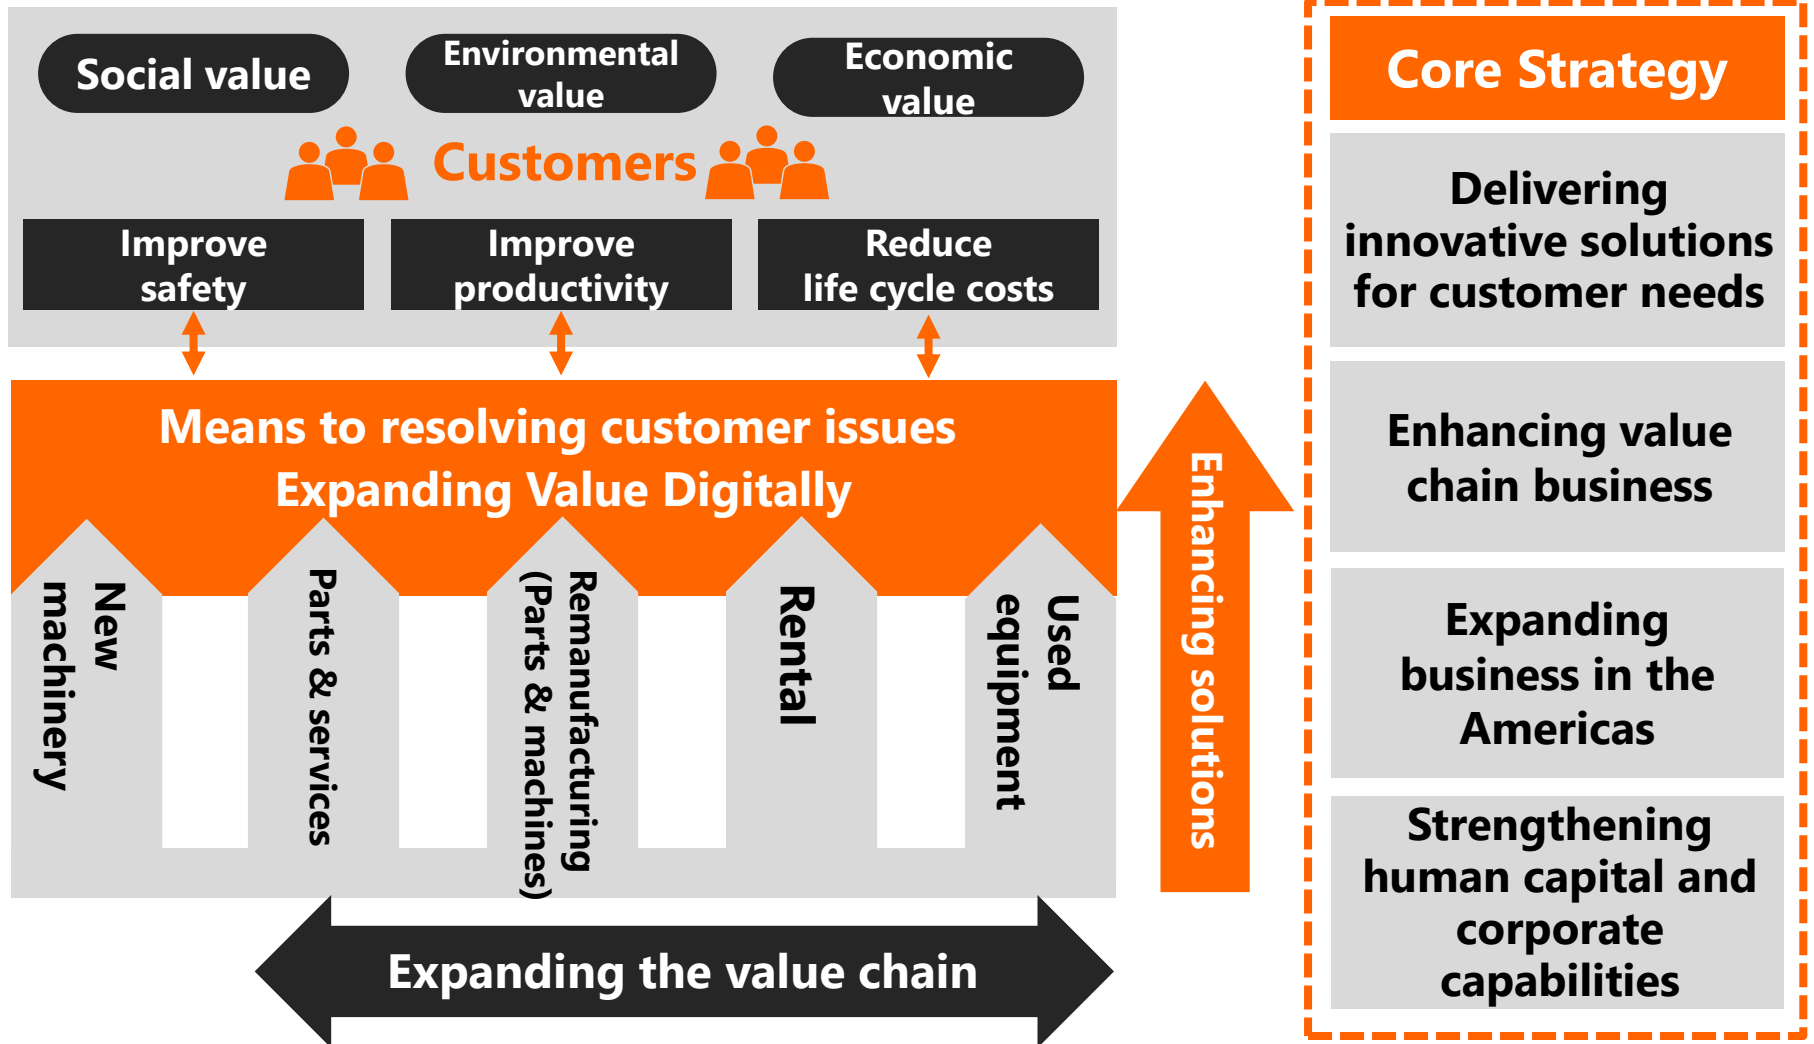 Social value
Environmental
value
Economic
value
Customers
Improve
safety
Improve
productivity
Reduce
life cycle costs
Means to resolving customer issues
Expanding Value Digitally
New
machinery
Parts & services
Remanufacturing
(Parts & machines)
Rental
Used
equipment
Expanding the value chain
Enhancing solutions
Core Strategy
Delivering
innovative solutions
for customer needs
Enhancing value
chain business
Expanding
business in the
Americas
Strengthening
human capital and
corporate
capabilities